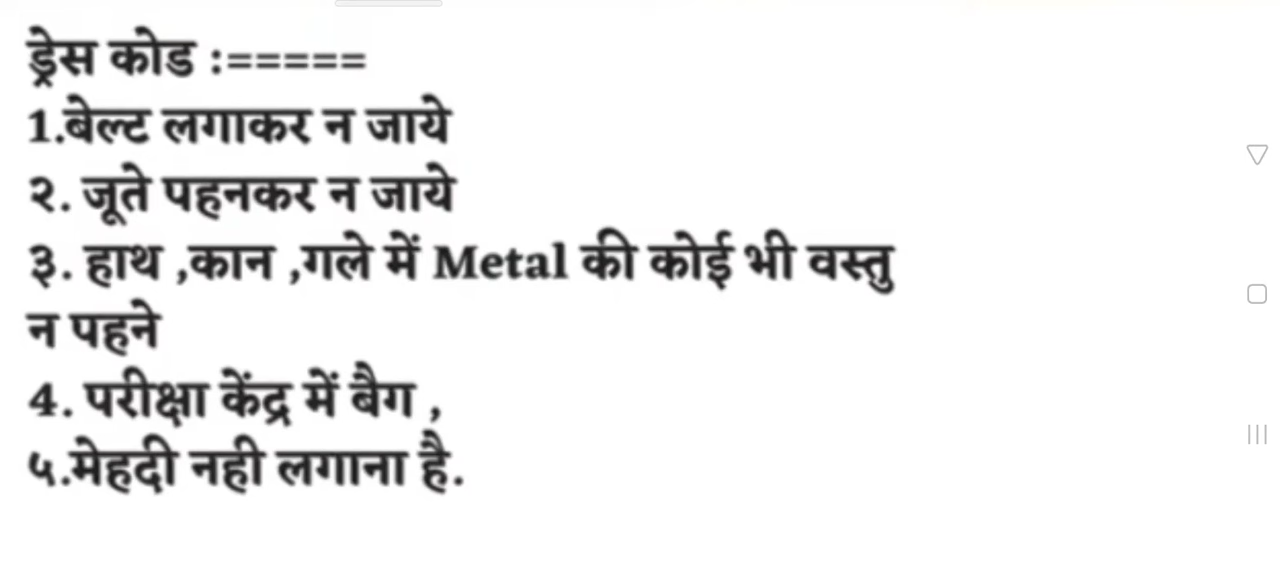 ड्रेस कोड :=====
1.बेल्ट लगाकर न जाये
२. जूते पहनकर न जाये
३. हाथ ,कान ,गले में Metal की कोई भी वस्तु
न पहने
4. परीक्षा केंद्र में बैग ,
५.मेहदी नही लगाना है.